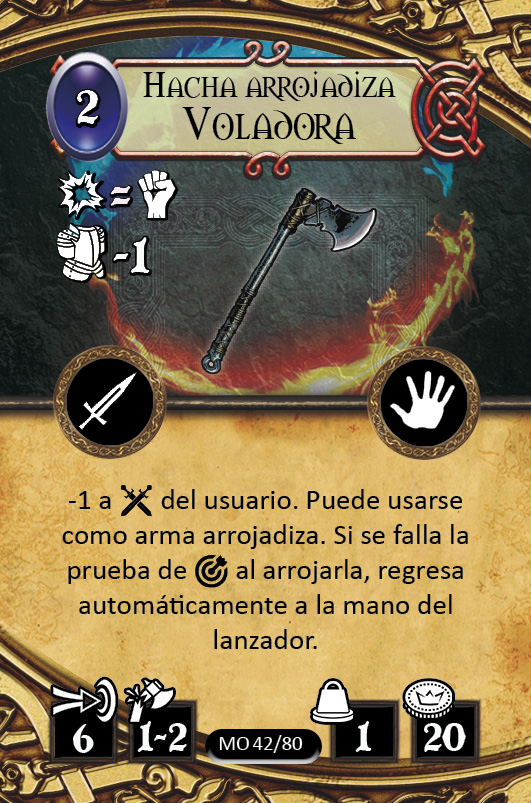 2
HACHA ARROJADIZA
VOLADORA
=
-1
-1 a del usuario. Puede usarse
como arma arrojadiza. Si se falla la
prueba de al arrojarla, regresa
automáticamente a la mano del
lanzador.
6
1-2
MO 42/80
1
20